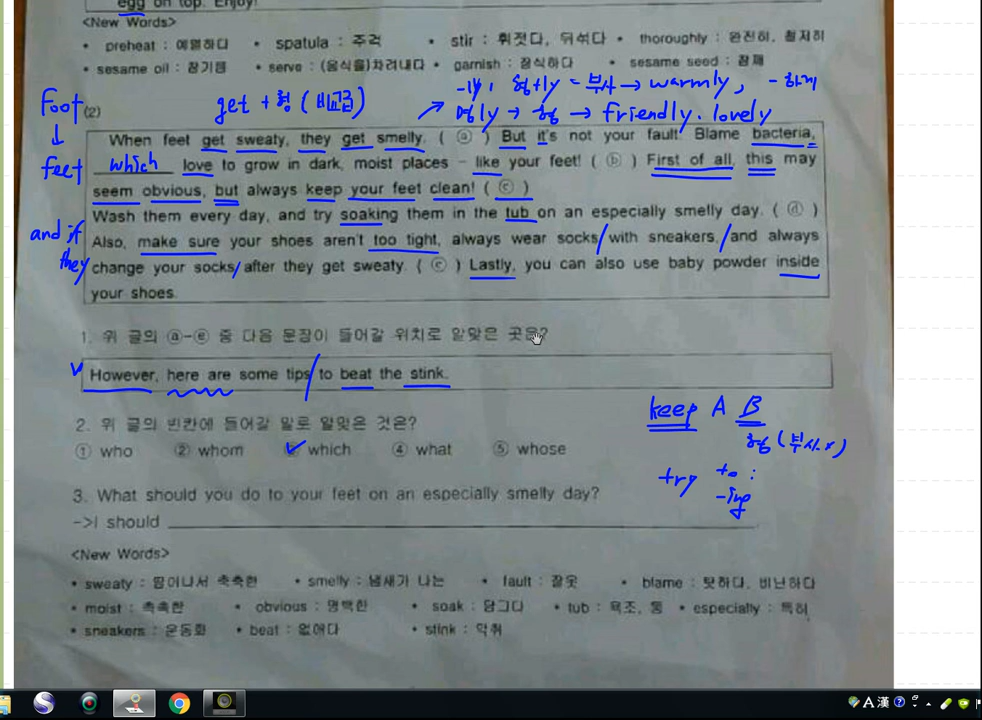 egg on top. Enjoy!
<New Words>
• preheat : 예열하다 • spatula : 주걱 • stir : 휘젓다, 뒤섞다 • thoroughly : 완전히, 철저히
• sesame oil : 참기름 • serve : (음식을)차려내다 • garnish : 장식하다 • sesame seed : 참깨
형+ly = 부사 → warmly, - 하게
Foot get + 형 (비교급) 명ly → 형 → friendly. lovely
(2)
↓
When feet get sweaty, they get smelly. ( ⓐ ) But it's not your fault. Blame bacteria,
feet which love to grow in dark, moist places - like your feet! ( ⓑ ) First of all, this may
seem obvious, but always keep your feet clean! ( ⓒ )
Wash them every day, and try soaking them in the tub on an especially smelly day. ( ⓓ )
and if
Also, make sure your shoes aren't too tight, always wear socks/with sneakers,/and always
they
change your socks/after they get sweaty. ( ⓔ ) Lastly, you can also use baby powder inside
your shoes.
1. 위 글의 ⓐ-ⓔ 중 다음 문장이 들어갈 위치로 알맞은 곳은?
However, here are some tips/to beat the stink.
keep A B
2. 위 글의 빈칸에 들어갈 말로 알맞은 것은?
형 (부사x)
① who ② whom ③ which ④ what ⑤ whose
try to :
-ing
3. What should you do to your feet on an especially smelly day?
->I should
<New Words>
• sweaty : 땀이나서 축축한 • smelly : 냄새가 나는 • fault : 잘못 • blame : 탓하다, 비난하다
• moist : 축축한 • obvious : 명백한 • soak : 담그다 • tub : 욕조, 통 • especially : 특히,
• sneakers : 운동화 • beat : 없애다 • stink : 악취
A 漢